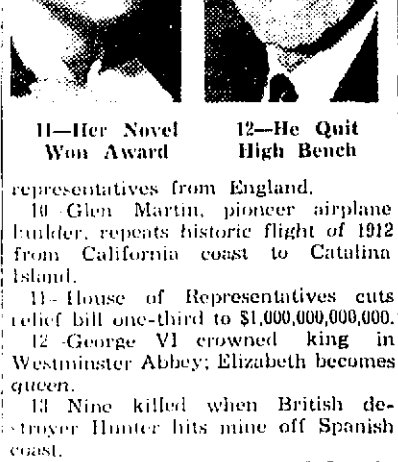 11—Her Novel
Won Award
12—He Quit
High Bench
representatives from England.
10 Glen Martin, pioneer airplane
builder, repeats historic flight of 1912
from California coast to Catalina
Island.
11-House of Representatives cuts
relief bill one-third to $1,000,000,000,000.
12 -George VI crowned king in
Westminster Abbey; Elizabeth becomes
queen.
13 Nine killed when British de-
stroyer Hunter hits mine off Spanish
coast.